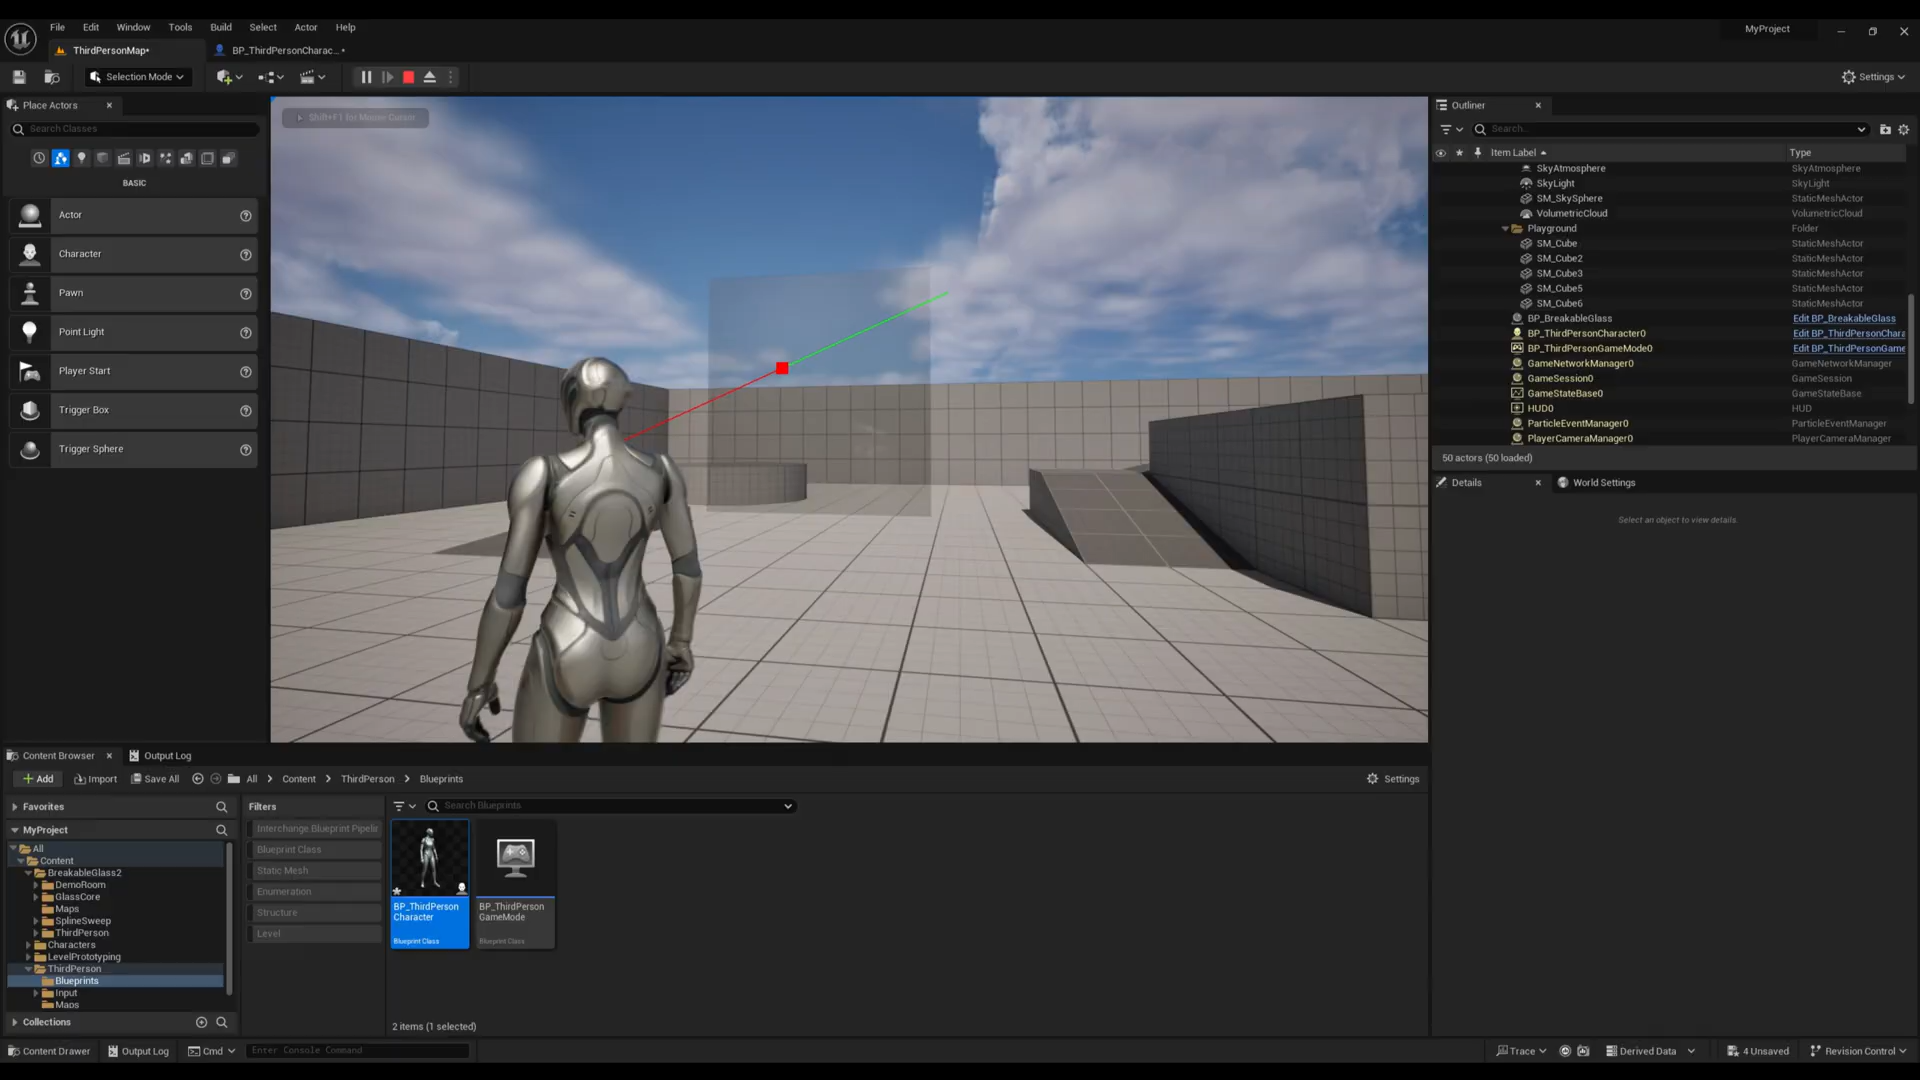 File Edit Window Tools Build Select Actor Help
MyProject
ThirdPersonMap•
BP_ThirdPersonCharac...•
Selection Mode
Settings
Place Actors
Search Classes
BASIC
Actor
Character
Pawn
Point Light
Player Start
Trigger Box
Trigger Sphere
Shift+F1 for Mouse Cursor
Outliner
Search...
Item Label Type
SkyAtmosphere SkyAtmosphere
SkyLight SkyLight
SM_SkySphere StaticMeshActor
VolumetricCloud VolumetricCloud
Playground Folder
SM_Cube StaticMeshActor
SM_Cube2 StaticMeshActor
SM_Cube3 StaticMeshActor
SM_Cube5 StaticMeshActor
SM_Cube6 StaticMeshActor
BP_BreakableGlass Edit BP_BreakableGlass
BP_ThirdPersonCharacter0 Edit BP_ThirdPersonChara
BP_ThirdPersonGameMode0 Edit BP_ThirdPersonGame
GameNetworkManager0 GameNetworkManager
GameSession0 GameSession
GameStateBase0 GameStateBase
HUD0 HUD
ParticleEventManager0 ParticleEventManager
PlayerCameraManager0 PlayerCameraManager
50 actors (50 loaded)
Details World Settings
Select an object to view details.
Content Browser Output Log
Add Import Save All All Content ThirdPerson Blueprints Settings
Favorites
MyProject
All
Content
BreakableGlass2
DemoRoom
GlassCore
Maps
SplineSweep
ThirdPerson
Characters
LevelPrototyping
ThirdPerson
Blueprints
Input
Maps
Collections
Filters
Interchange Blueprint Pipelin
Blueprint Class
Static Mesh
Enumeration
Structure
Level
Search Blueprints
BP_ThirdPerson
Character
Blueprint Class
BP_ThirdPerson
GameMode
Blueprint Class
2 items (1 selected)
Content Drawer Output Log Cmd Enter Console Command Trace Derived Data 4 Unsaved Revision Control